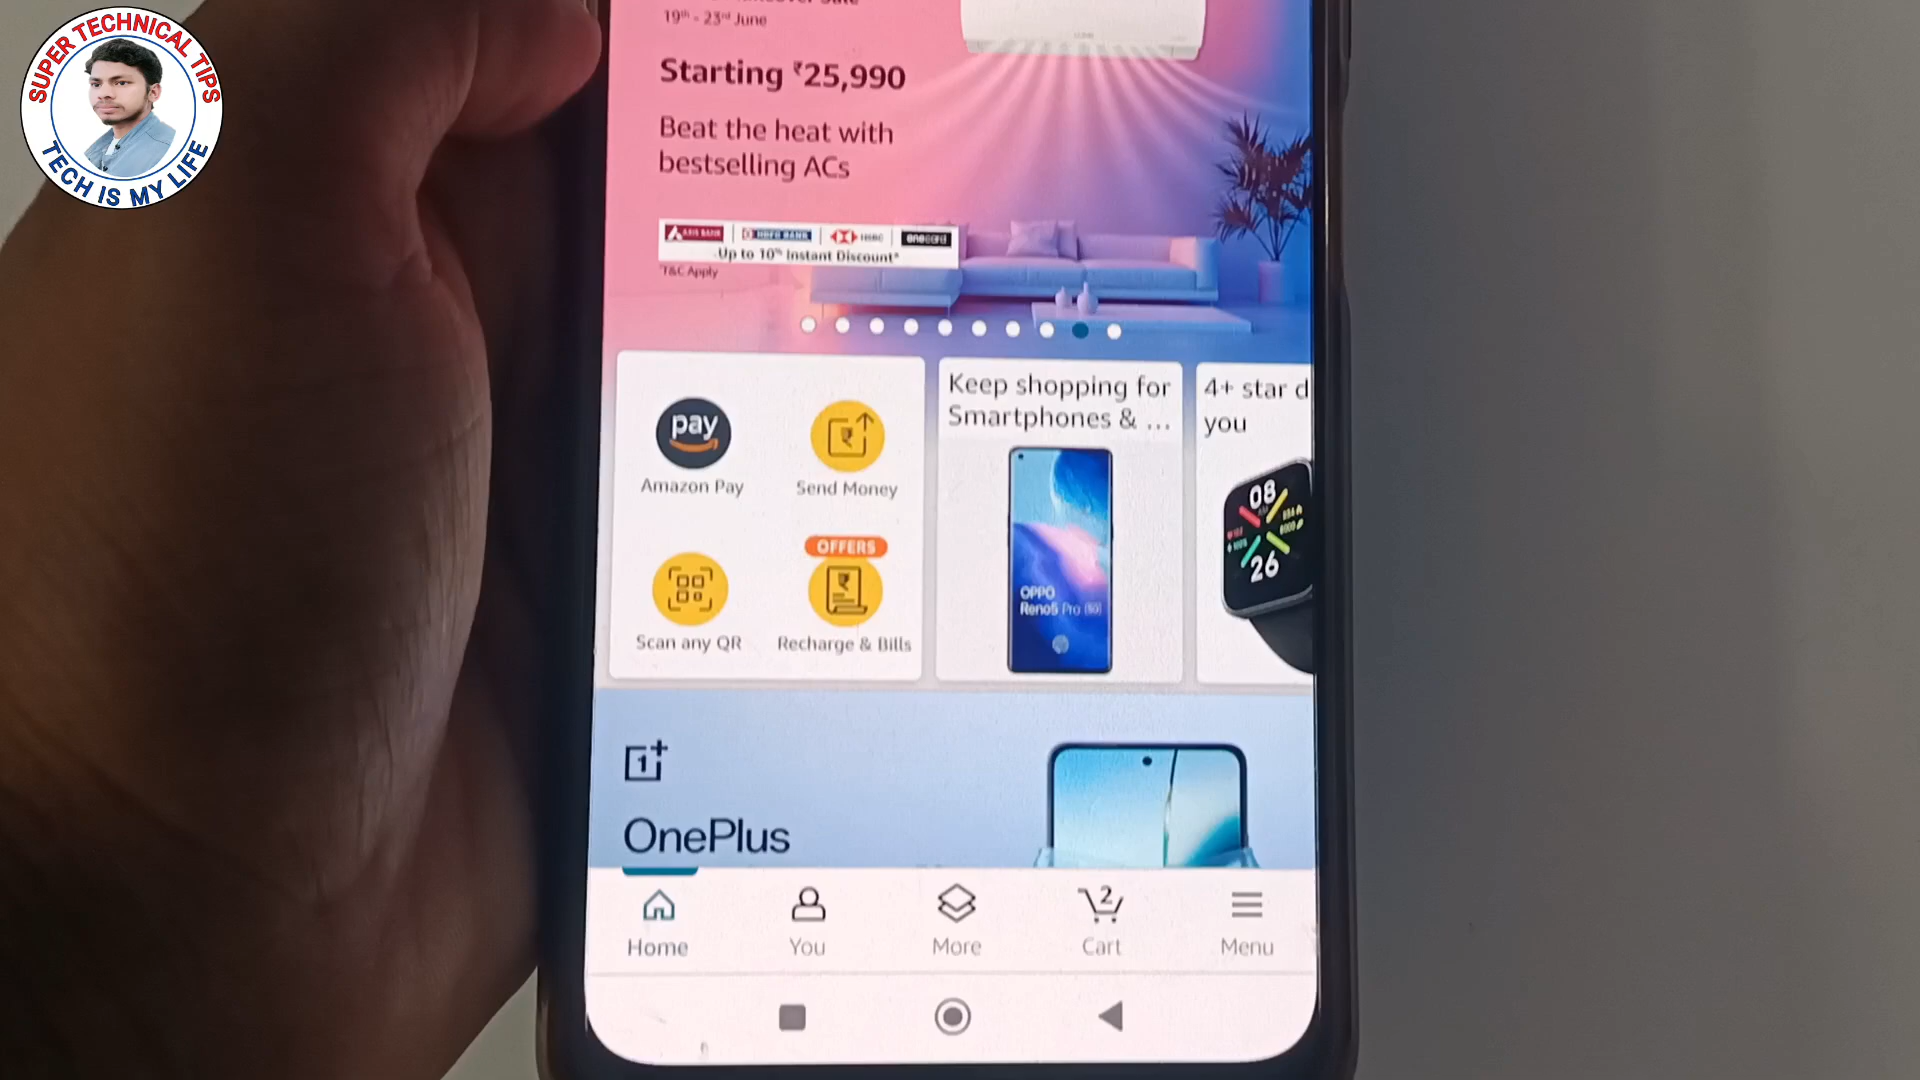 SUPER TECHNICAL TIPS
TECH IS MY LIFE
19th - 23rd June
Starting ₹25,990
Beat the heat with
bestselling ACs
AXIS BANK HDFC BANK HSBC onecard
Up to 10% Instant Discount*
*T&C Apply
pay
Amazon Pay
Send Money
OFFERS
Scan any QR
Recharge & Bills
Keep shopping for
Smartphones & ...
OPPO
Reno5 Pro 5G
4+ star d
you
08
26
1+
OnePlus
Home
You
More
2
Cart
Menu